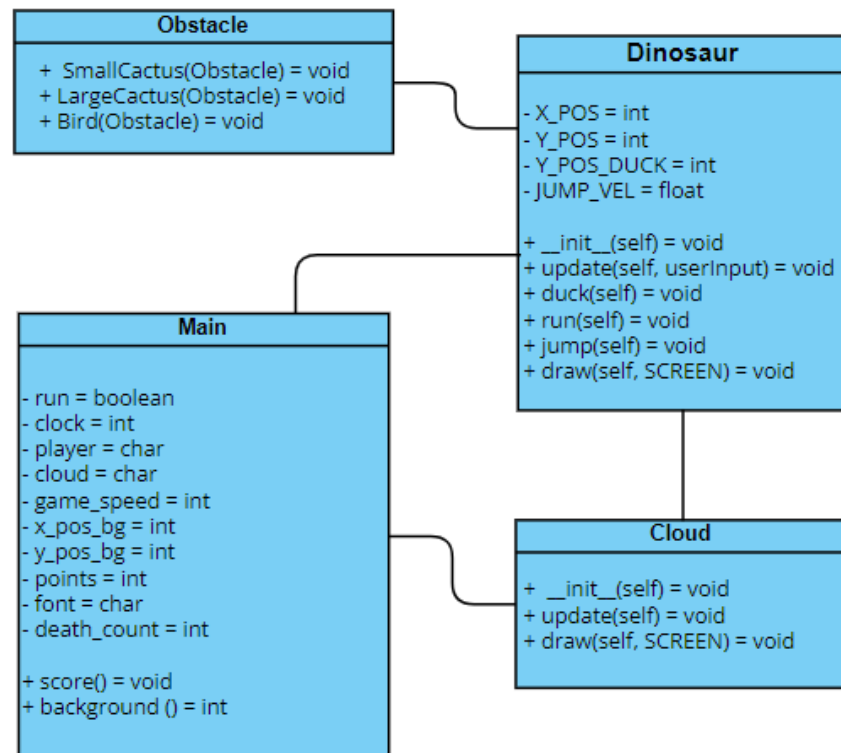 Obstacle
+ SmallCactus(Obstacle) = void
+ LargeCactus(Obstacle) = void
+ Bird(Obstacle) = void
Dinosaur
- X_POS = int
- Y_POS = int
- Y_POS_DUCK = int
- JUMP_VEL = float
+ __init__(self) = void
+ update(self, userInput) = void
+ duck(self) = void
+ run(self) = void
+ jump(self) = void
+ draw(self, SCREEN) = void
Main
- run = boolean
- clock = int
- player = char
- cloud = char
- game_speed = int
- x_pos_bg = int
- y_pos_bg = int
- points = int
- font = char
- death_count = int
+ score() = void
+ background () = int
Cloud
+ __init__(self) = void
+ update(self) = void
+ draw(self, SCREEN) = void